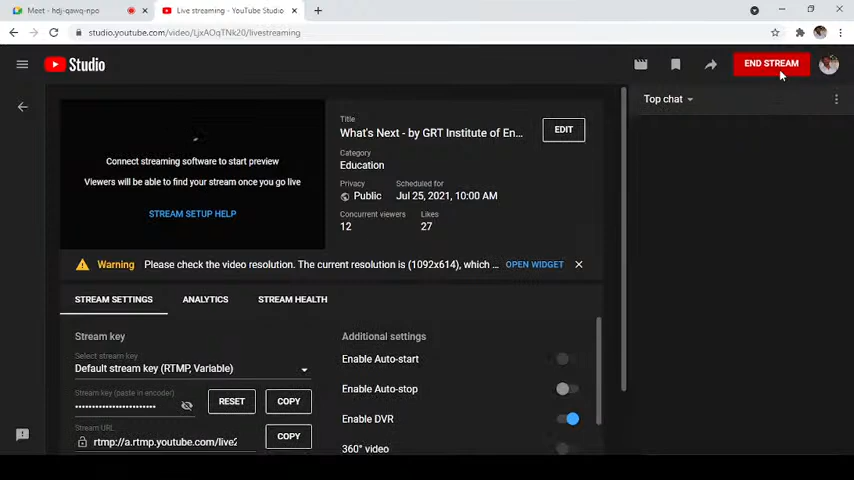 Meet - hdj-qawq-npo
Live streaming - YouTube Studio
studio.youtube.com/video/LjxAOqTNk20/livestreaming
Studio
END STREAM
Top chat
Connect streaming software to start preview
Viewers will be able to find your stream once you go live
STREAM SETUP HELP
Title
What's Next - by GRT Institute of En...
EDIT
Category
Education
Privacy
Scheduled for
Public
Jul 25, 2021, 10:00 AM
Concurrent viewers
Likes
12
27
Warning Please check the video resolution. The current resolution is (1092x614), which ... OPEN WIDGET
STREAM SETTINGS
ANALYTICS
STREAM HEALTH
Stream key
Select stream key
Default stream key (RTMP, Variable)
Stream key (paste in encoder)
••••••••••••••••••••••••
RESET
COPY
Stream URL
rtmp://a.rtmp.youtube.com/live2
COPY
Additional settings
Enable Auto-start
Enable Auto-stop
Enable DVR
360° video